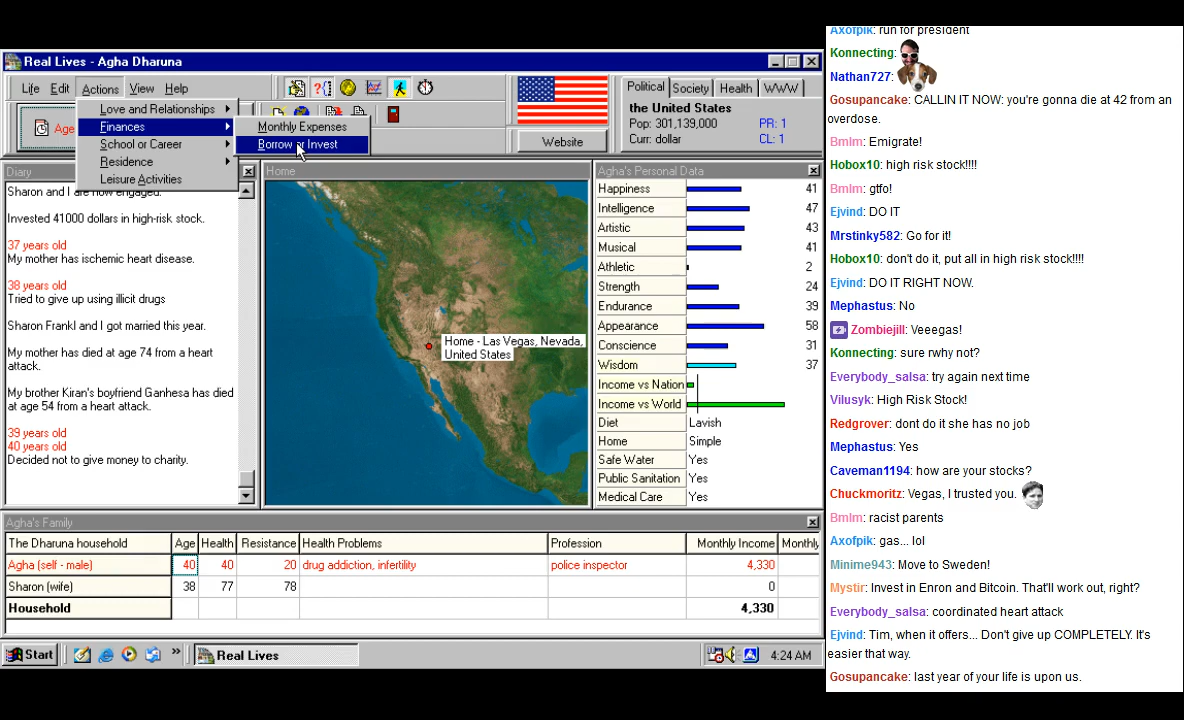 Real Lives - Agha Dharuna
Life Edit Actions View Help
Love and Relationships
Finances
School or Career
Residence
Leisure Activities
Monthly Expenses
Borrow or Invest
Age
Website
Political Society Health WWW
the United States
Pop: 301,139,000 PR: 1
Curr: dollar CL: 1
Diary
Sharon and I are now engaged.
Invested 41000 dollars in high-risk stock.
37 years old
My mother has ischemic heart disease.
38 years old
Tried to give up using illicit drugs
Sharon Frankl and I got married this year.
My mother has died at age 74 from a heart
attack.
My brother Kiran's boyfriend Ganhesa has died
at age 54 from a heart attack.
39 years old
40 years old
Decided not to give money to charity.
Home
Home - Las Vegas, Nevada,
United States
Agha's Personal Data
Happiness 41
Intelligence 47
Artistic 43
Musical 41
Athletic 2
Strength 24
Endurance 39
Appearance 58
Conscience 31
Wisdom 37
Income vs Nation
Income vs World
Diet Lavish
Home Simple
Safe Water Yes
Public Sanitation Yes
Medical Care Yes
Agha's Family
The Dharuna household Age Health Resistance Health Problems Profession Monthly Income Monthly
Agha (self - male) 40 40 20 drug addiction, infertility police inspector 4,330
Sharon (wife) 38 77 78 0
Household 4,330
Start Real Lives 4:24 AM
Axofpik: run for president
Konnecting:
Nathan727:
Gosupancake: CALLIN IT NOW: you're gonna die at 42 from an
overdose.
Bmlm: Emigrate!
Hobox10: high risk stock!!!!
Bmlm: gtfo!
Ejvind: DO IT
Mrstinky582: Go for it!
Hobox10: don't do it, put all in high risk stock!!!!
Ejvind: DO IT RIGHT NOW.
Mephastus: No
Zombiejill: Veeegas!
Konnecting: sure rwhy not?
Everybody_salsa: try again next time
Vilusyk: High Risk Stock!
Redgrover: dont do it she has no job
Mephastus: Yes
Caveman1194: how are your stocks?
Chuckmoritz: Vegas, I trusted you.
Bmlm: racist parents
Axofpik: gas... lol
Minime943: Move to Sweden!
Mystir: Invest in Enron and Bitcoin. That'll work out, right?
Everybody_salsa: coordinated heart attack
Ejvind: Tim, when it offers... Don't give up COMPLETELY. It's
easier that way.
Gosupancake: last year of your life is upon us.